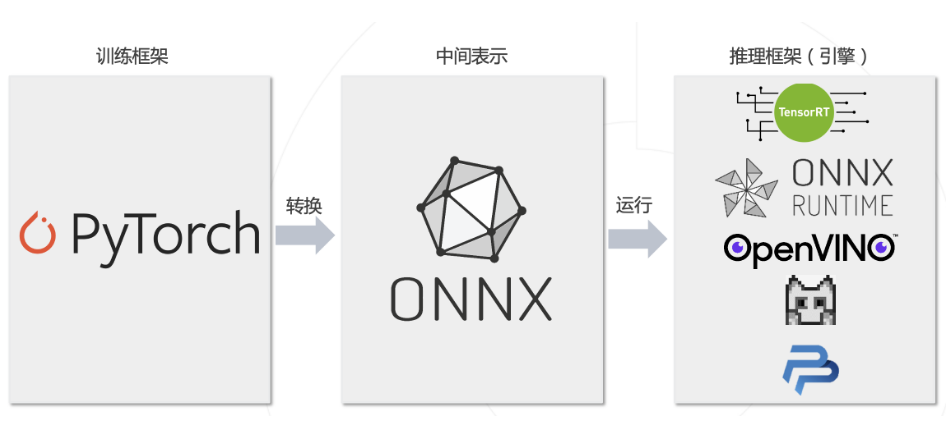 训练框架
中间表示
推理框架（引擎）
PyTorch
转换
ONNX
运行
TensorRT
ONNX
RUNTIME
OpenVINO™